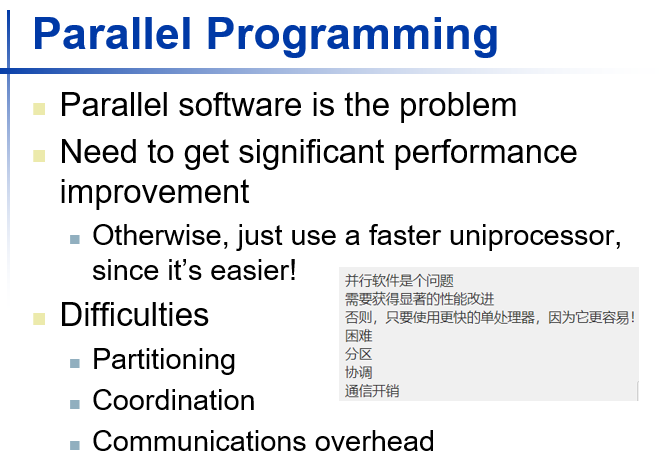 Parallel Programming
Parallel software is the problem
Need to get significant performance
improvement
Otherwise, just use a faster uniprocessor,
since it's easier!
Difficulties
Partitioning
Coordination
Communications overhead
并行软件是个问题
需要获得显著的性能改进
否则，只要使用更快的单处理器，因为它更容易！
困难
分区
协调
通信开销